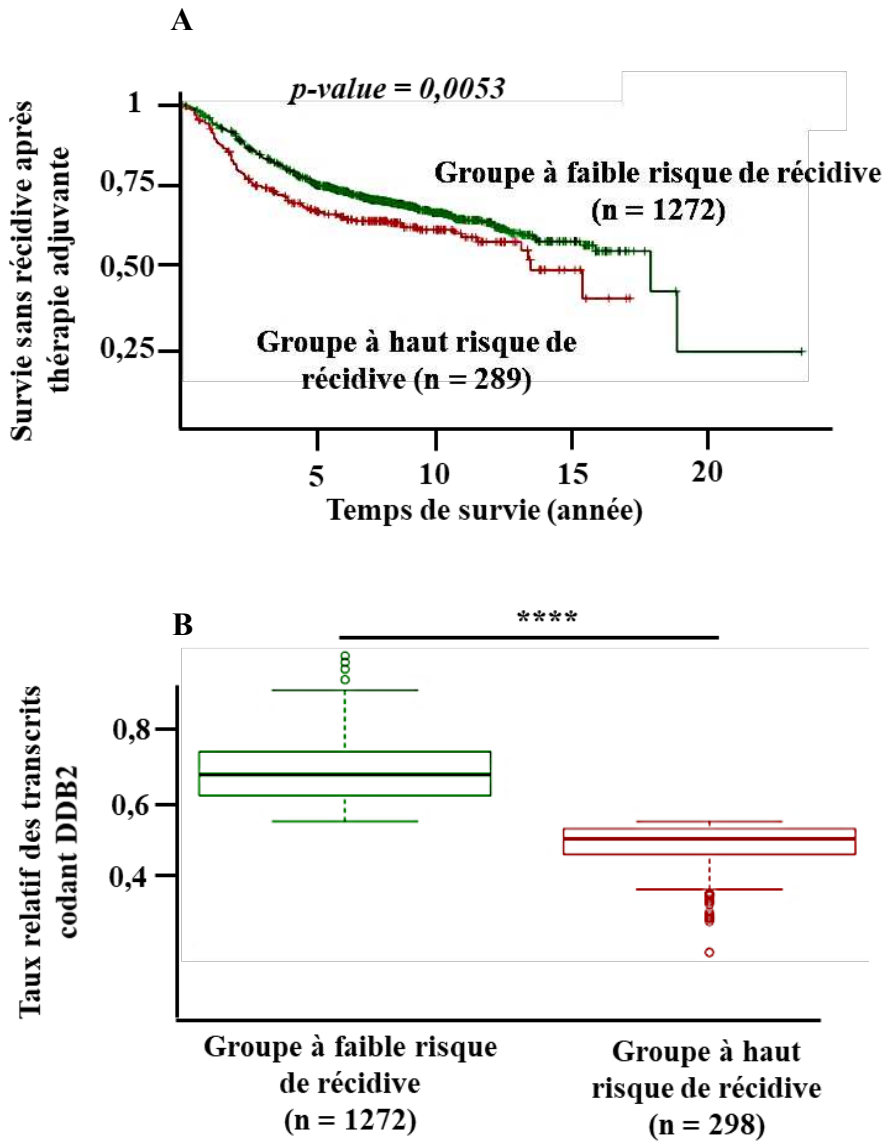 A
p-value = 0,0053
Survie sans récidive après
thérapie adjuvante
1
0,75
0,50
0,25
Groupe à faible risque de récidive
(n = 1272)
Groupe à haut risque de
récidive (n = 289)
5
10
15
20
Temps de survie (année)
B
****
Taux relatif des transcrits
codant DDB2
0,8
0,6
0,4
Groupe à faible risque
de récidive
(n = 1272)
Groupe à haut
risque de récidive
(n = 298)